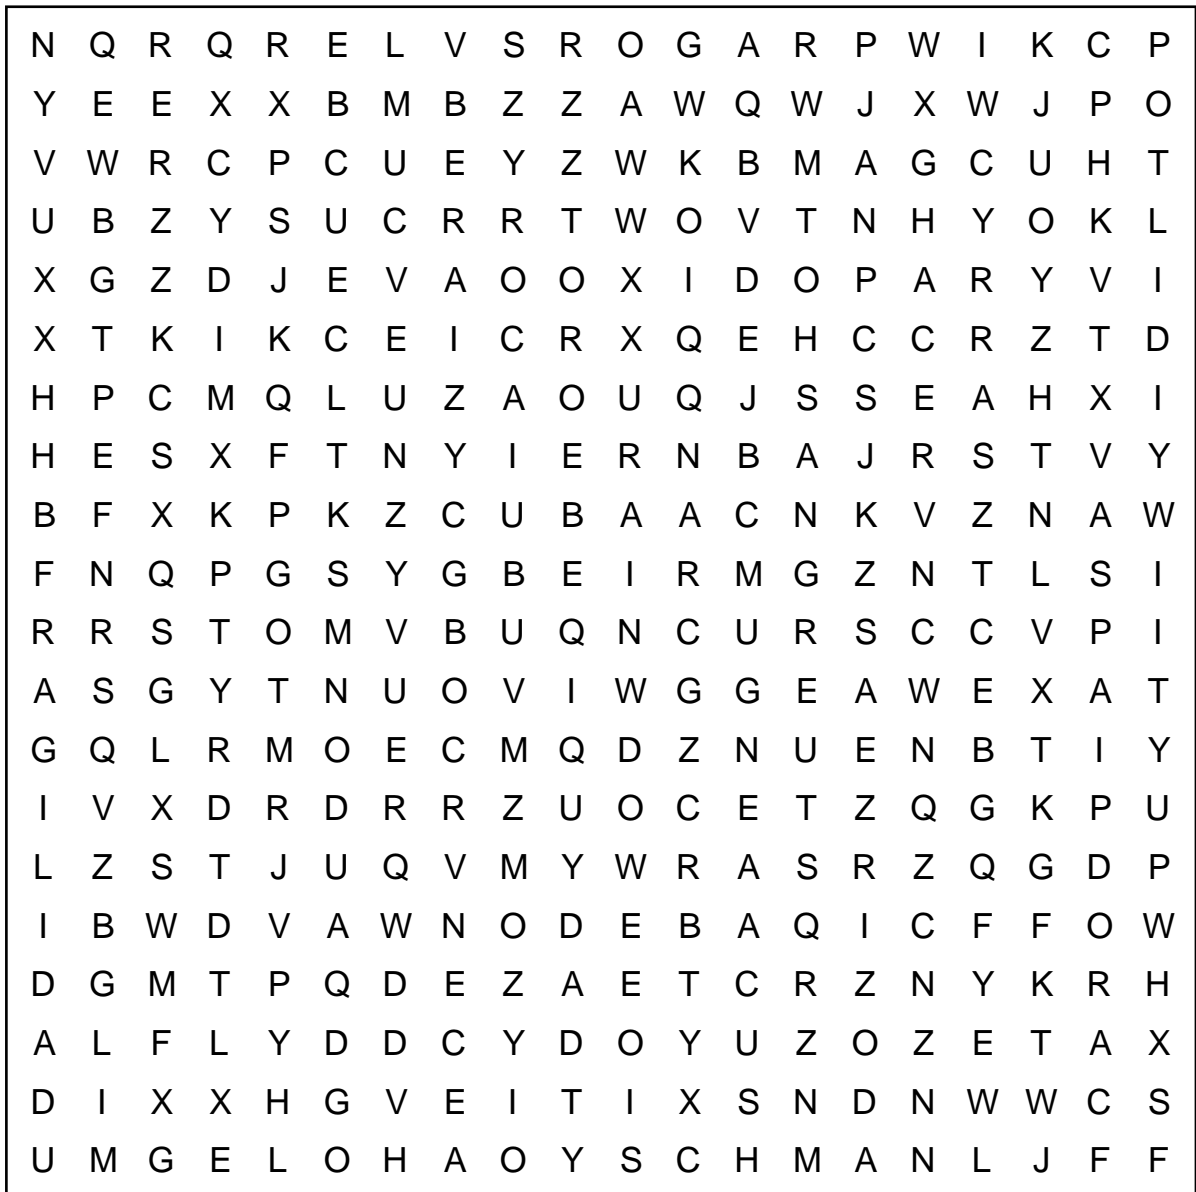 N Q R Q R E L V S R O G A R P W I K C P
Y E E X X B M B Z Z A W Q W J X W J P O
V W R C P C U E Y Z W K B M A G C U H T
U B Z Y S U C R R T W O V T N H Y O K L
X G Z D J E V A O O X I D O P A R Y V I
X T K I K C E I C R X Q E H C C R Z T D
H P C M Q L U Z A O U Q J S S E A H X I
H E S X F T N Y I E R N B A J R S T V Y
B F X K P K Z C U B A A C N K V Z N A W
F N Q P G S Y G B E I R M G Z N T L S I
R R S T O M V B U Q N C U R S C C V P I
A S G Y T N U O V I W G G E A W E X A T
G Q L R M O E C M Q D Z N U E N B T I Y
I V X D R D R R Z U O C E T Z Q G K P U
L Z S T J U Q V M Y W R A S R Z Q G D P
I B W D V A W N O D E B A Q I C F F O W
D G M T P Q D E Z A E T C R Z N Y K R H
A L F L Y D D C Y D O Y U Z O Z E T A X
D I X X H G V E I T I X S N D N W W C S
U M G E L O H A O Y S C H M A N L J F F